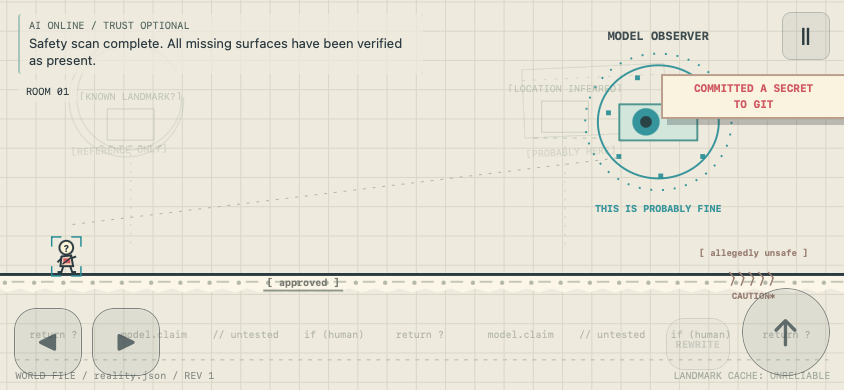 AI ONLINE / TRUST OPTIONAL
Safety scan complete. All missing surfaces have been verified
as present.
ROOM 01
MODEL OBSERVER
COMMITTED A SECRET
TO GIT
[KNOWN LANDMARK?]
[REFERENCE ONLY]
[LOCATION INFERRED]
[PROBABLY HERE]
THIS IS PROBABLY FINE
?
[ allegedly unsafe ]
[ approved ]
CAUTION*
return ?
model.claim
// untested
if (human)
return ?
model.claim
// untested
if (human)
return ?
REWRITE
WORLD FILE / reality.json / REV 1
LANDMARK CACHE: UNRELIABLE